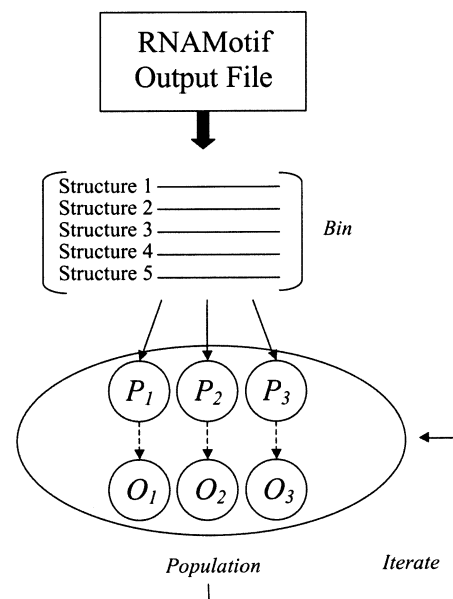 RNAMotif
Output File
Structure 1
Structure 2
Structure 3
Structure 4
Structure 5
Bin
P1 P2 P3
O1 O2 O3
Population
Iterate